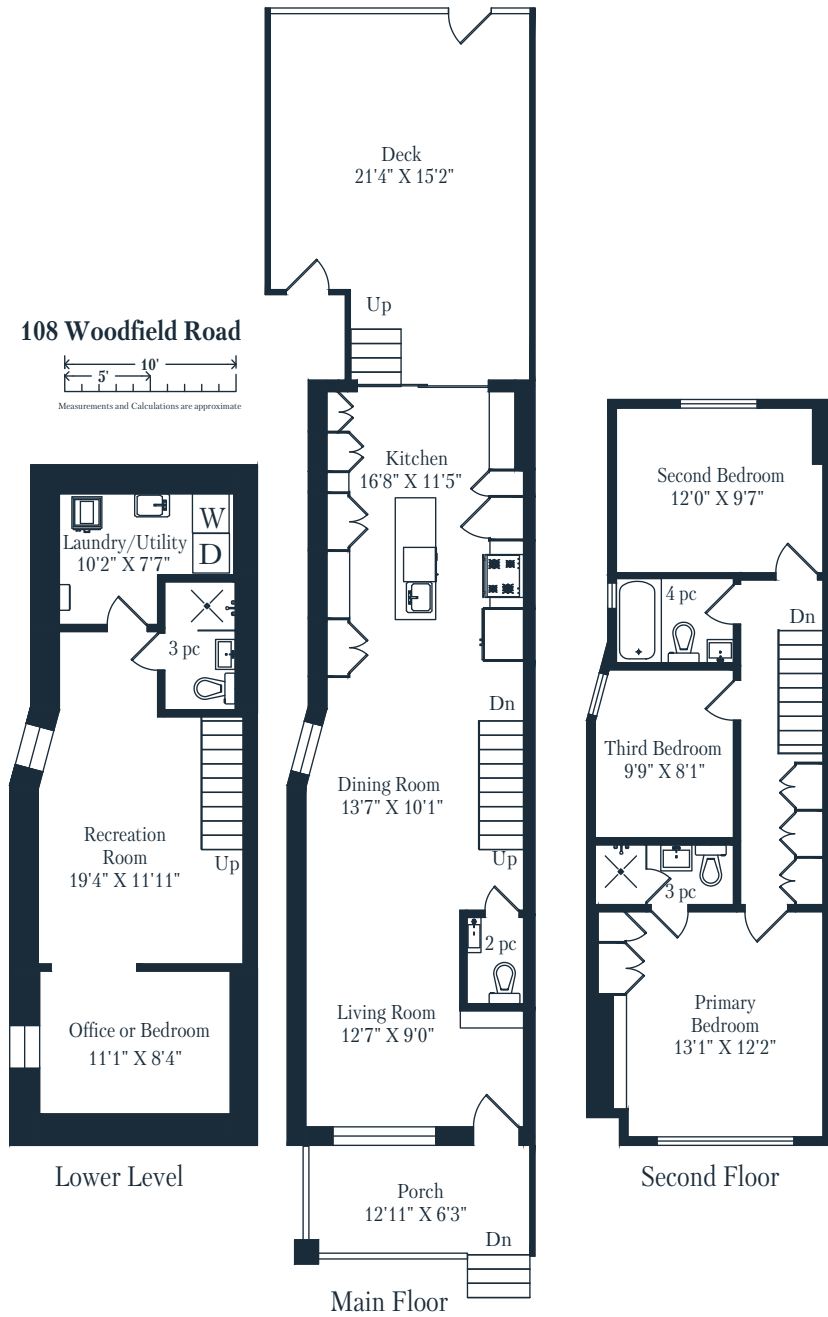 Deck
21'4" X 15'2"
Up
108 Woodfield Road
10'
5'
Measurements and Calculations are approximate
Laundry/Utility
10'2" X 7'7"
W
D
3 pc
Recreation
Room
19'4" X 11'11"
Up
Office or Bedroom
11'1" X 8'4"
Lower Level
Kitchen
16'8" X 11'5"
Dn
Dining Room
13'7" X 10'1"
Up
2 pc
Living Room
12'7" X 9'0"
Porch
12'11" X 6'3"
Dn
Main Floor
Second Bedroom
12'0" X 9'7"
4 pc
Dn
Third Bedroom
9'9" X 8'1"
3 pc
Primary
Bedroom
13'1" X 12'2"
Second Floor